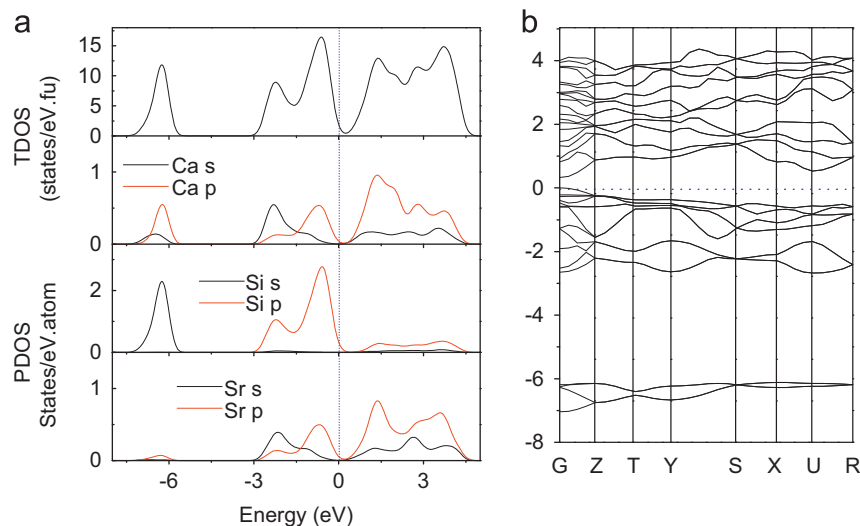 a
TDOS
(states/eV.fu)
15
10
5
0
1
0
Ca s
Ca p
PDOS
States/eV.atom
2
0
Si s
Si p
1
0
Sr s
Sr p
-6
-3
0
3
Energy (eV)
b
4
2
0
-2
-4
-6
-8
G Z T Y S X U R